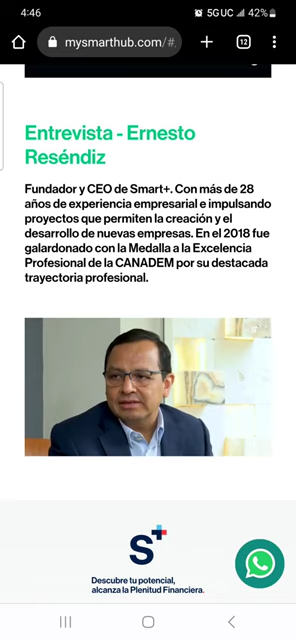 4:46
5G UC
42%
mysmarthub.com/#.
12
Entrevista - Ernesto
Reséndiz
Fundador y CEO de Smart+. Con más de 28
años de experiencia empresarial e impulsando
proyectos que permiten la creación y el
desarrollo de nuevas empresas. En el 2018 fue
galardonado con la Medalla a la Excelencia
Profesional de la CANADEM por su destacada
trayectoria profesional.
S+
Descubre tu potencial,
alcanza la Plenitud Financiera.